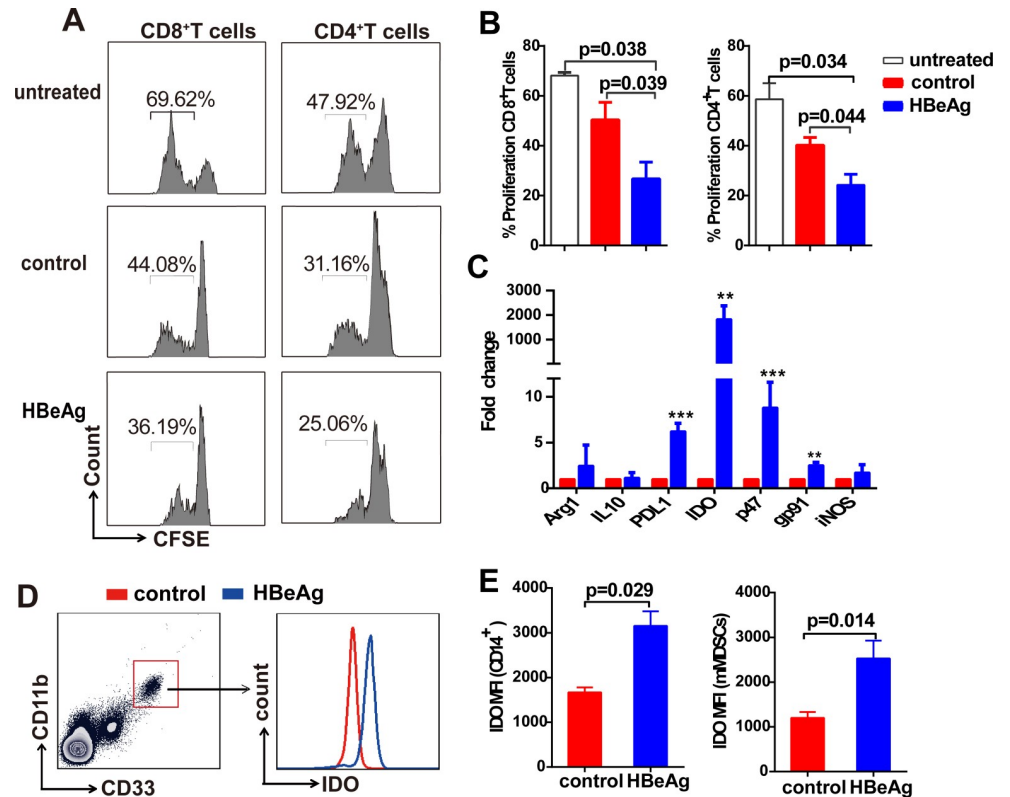 A
CD8⁺T cells
CD4⁺T cells
untreated
69.62%
47.92%
control
44.08%
31.16%
HBeAg
36.19%
25.06%
Count
CFSE
B
% Proliferation CD8⁺T cells
80
60
40
20
0
p=0.038
p=0.039
% Proliferation CD4⁺T cells
80
60
40
20
0
p=0.034
p=0.044
untreated
control
HBeAg
C
Fold change
3000
2000
1000
10
5
0
**
***
***
**
Arg1
IL10
PDL1
IDO
p47
gp91
iNOS
D
control
HBeAg
CD11b
CD33
count
IDO
E
IDO MFI (CD14⁺)
4000
3000
2000
1000
0
p=0.029
control HBeAg
IDO MFI (mMDSCs)
4000
3000
2000
1000
0
p=0.014
control HBeAg